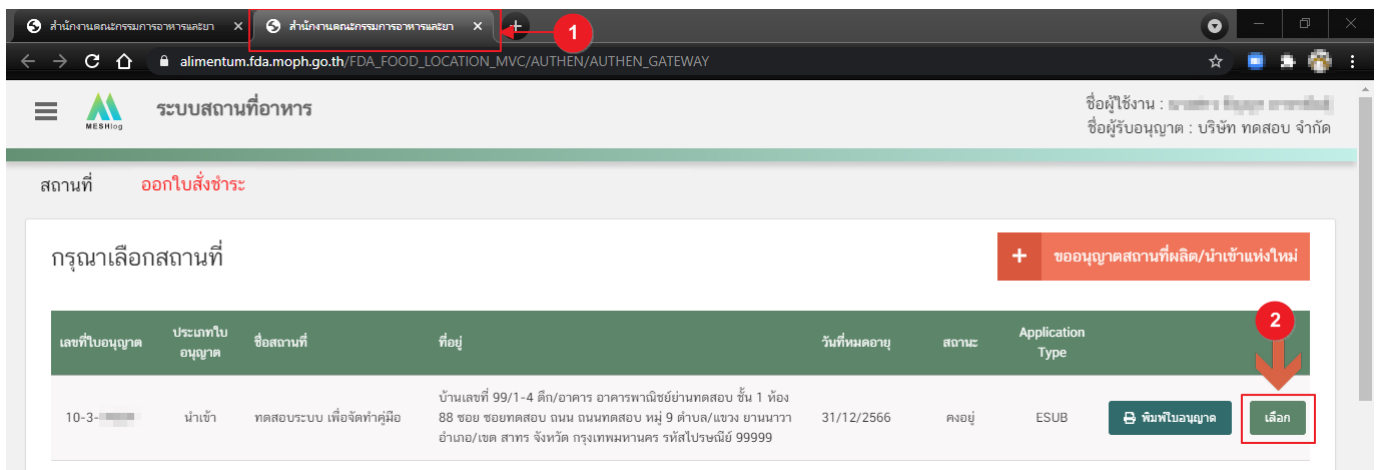 สำนักงานคณะกรรมการอาหารและยา
สำนักงานคณะกรรมการอาหารและยา
1
alimentum.fda.moph.go.th/FDA_FOOD_LOCATION_MVC/AUTHEN/AUTHEN_GATEWAY
MESHlog
ระบบสถานที่อาหาร
ชื่อผู้ใช้งาน :
ชื่อผู้รับอนุญาต : บริษัท ทดสอบ จำกัด
สถานที่ ออกใบสั่งชำระ
กรุณาเลือกสถานที่
+ ขออนุญาตสถานที่ผลิต/นำเข้าแห่งใหม่
2
เลขที่ใบอนุญาต
ประเภทใบ
อนุญาต
ชื่อสถานที่
ที่อยู่
วันที่หมดอายุ
สถานะ
Application
Type
10-3-
นำเข้า
ทดสอบระบบ เพื่อจัดทำคู่มือ
บ้านเลขที่ 99/1-4 ตึก/อาคาร อาคารพาณิชย์ย่านทดสอบ ชั้น 1 ห้อง
88 ซอย ซอยทดสอบ ถนน ถนนทดสอบ หมู่ 9 ตำบล/แขวง ยานนาวา
อำเภอ/เขต สาทร จังหวัด กรุงเทพมหานคร รหัสไปรษณีย์ 99999
31/12/2566
คงอยู่
ESUB
พิมพ์ใบอนุญาต
เลือก